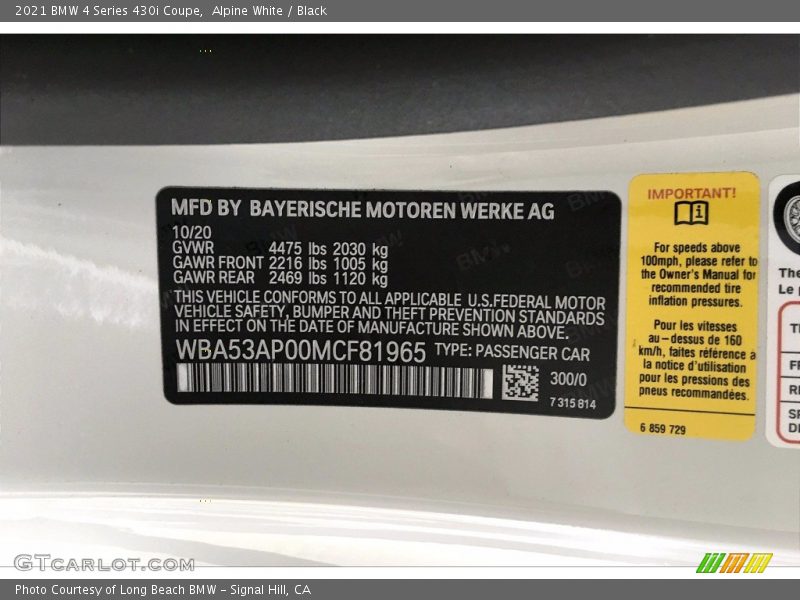 2021 BMW 4 Series 430i Coupe,  Alpine White / Black
MFD BY BAYERISCHE MOTOREN WERKE AG
10/20
GVWR 4475 lbs 2030 kg
GAWR FRONT 2216 lbs 1005 kg
GAWR REAR 2469 lbs 1120 kg
THIS VEHICLE CONFORMS TO ALL APPLICABLE U.S.FEDERAL MOTOR
VEHICLE SAFETY, BUMPER AND THEFT PREVENTION STANDARDS
IN EFFECT ON THE DATE OF MANUFACTURE SHOWN ABOVE.
WBA53AP00MCF81965 TYPE: PASSENGER CAR
300/0
7 315 814
IMPORTANT!
For speeds above
100mph, please refer to
the Owner's Manual for
recommended tire
inflation pressures.
Pour les vitesses
au-dessus de 160
km/h, faites référence a
la notice d'utilisation
pour les pressions des
pneus recommandées.
6 859 729
The
Le
GTCARLOT.COM
Photo Courtesy of Long Beach BMW - Signal Hill, CA